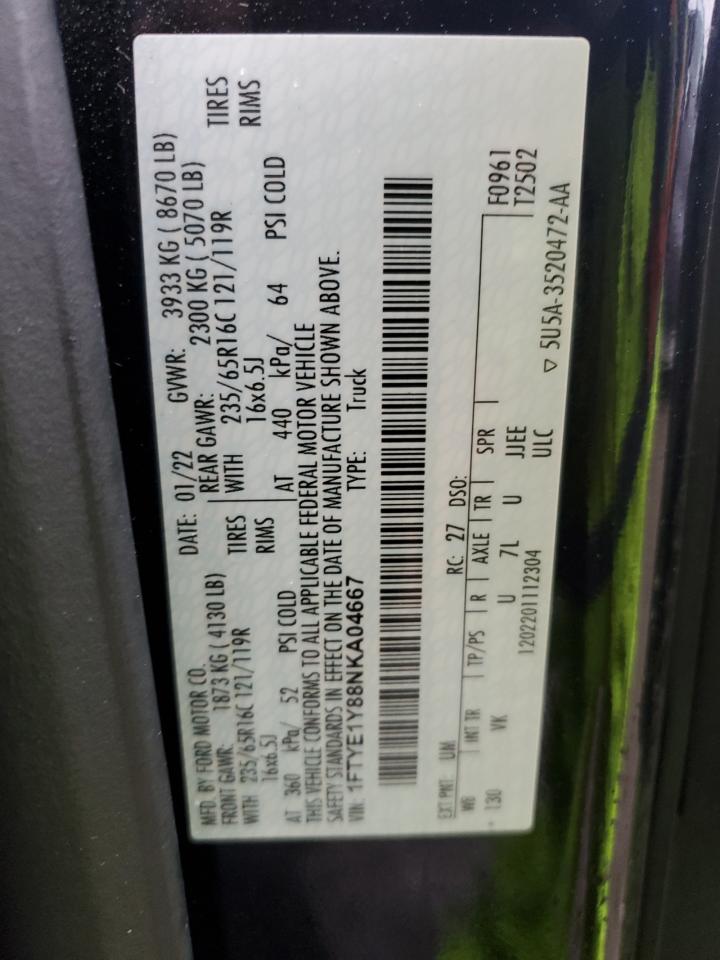 MFD. BY FORD MOTOR CO.
DATE: 01/22 GVWR: 3933 KG ( 8670 LB)
FRONT GAWR: 1873 KG ( 4130 LB) REAR GAWR: 2300 KG ( 5070 LB)
WITH 235/65R16C 121/119R TIRES WITH 235/65R16C 121/119R TIRES
16x6.5J RIMS 16x6.5J RIMS
AT 360 kPa/ 52 PSI COLD AT 440 kPa/ 64 PSI COLD
THIS VEHICLE CONFORMS TO ALL APPLICABLE FEDERAL MOTOR VEHICLE
SAFETY STANDARDS IN EFFECT ON THE DATE OF MANUFACTURE SHOWN ABOVE.
VIN: 1FTYE1Y88NKA04667 TYPE: Truck
EXT PNT: UM RC: 27 DSO:
WB INT TR TP/PS R AXLE TR SPR F0961
130 VK U 7L U JJEE T2502
1202201112304 ULC
▽ 5U5A-3520472-AA